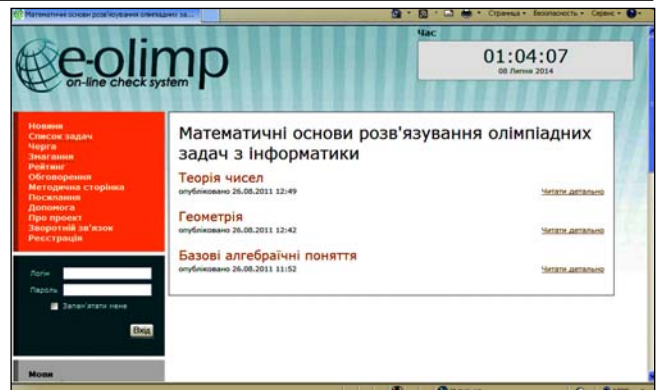 Математичні основи розв'язування олімпіадних за...
Страница Безопасность Сервис
e-olimp
on-line check system
Час
01:04:07
08 Липня 2014
Новини
Список задач
Черга
Змагання
Рейтинг
Обговорення
Методична сторінка
Посилання
Допомога
Про проект
Зворотній зв'язок
Реєстрація
Логін
Пароль
Запам'ятати мене
Вхід
Мови
Математичні основи розв'язування олімпіадних
задач з інформатики
Теорія чисел
опубліковано 26.08.2011 12:49
Читати детально
Геометрія
опубліковано 26.08.2011 12:42
Читати детально
Базові алгебраїчні поняття
опубліковано 26.08.2011 11:52
Читати детально